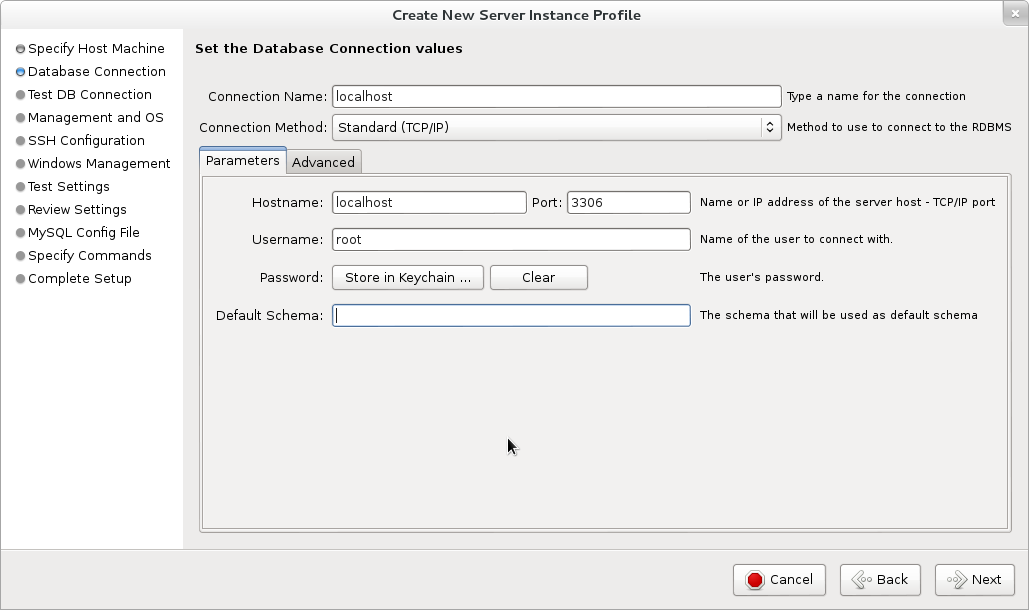 Create New Server Instance Profile
Specify Host Machine
Database Connection
Test DB Connection
Management and OS
SSH Configuration
Windows Management
Test Settings
Review Settings
MySQL Config File
Specify Commands
Complete Setup
Set the Database Connection values
Connection Name: localhost Type a name for the connection
Connection Method: Standard (TCP/IP) Method to use to connect to the RDBMS
Parameters Advanced
Hostname: localhost Port: 3306 Name or IP address of the server host - TCP/IP port
Username: root Name of the user to connect with.
Password: Store in Keychain ... Clear The user's password.
Default Schema: The schema that will be used as default schema
Cancel Back Next